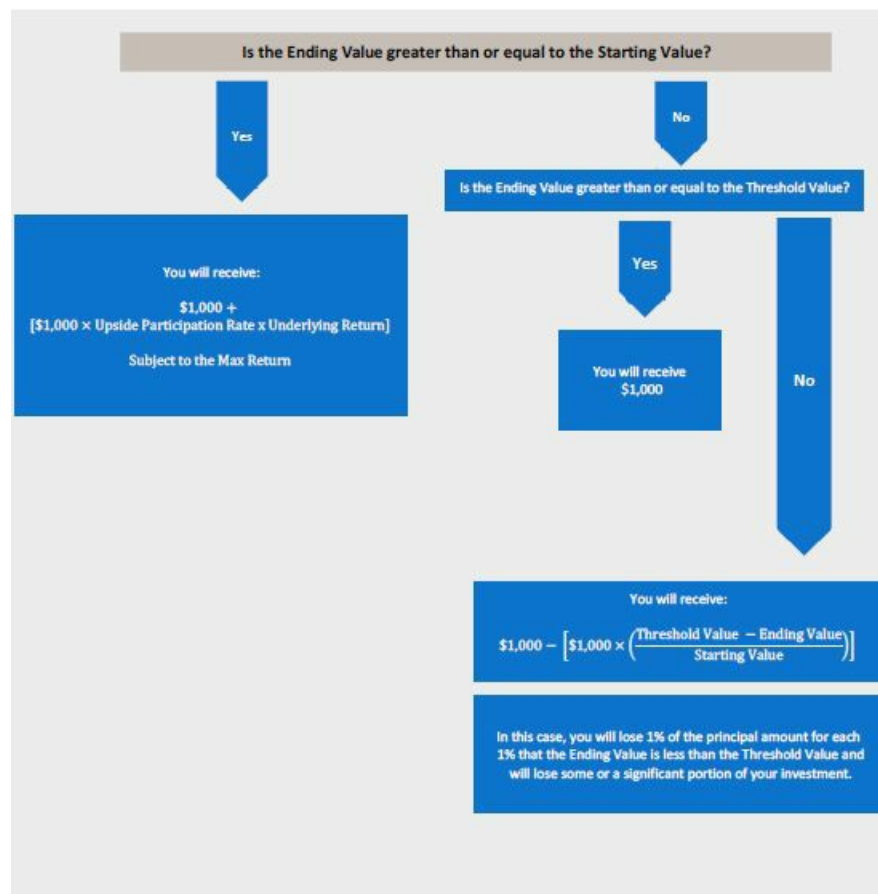 Is the Ending Value greater than or equal to the Starting Value?
Yes
No
Is the Ending Value greater than or equal to the Threshold Value?
You will receive:
$1,000 +
[$1,000 × Upside Participation Rate x Underlying Return]
Subject to the Max Return
Yes
No
You will receive
$1,000
You will receive:
$1,000 − [$1,000 × (Threshold Value − Ending Value / Starting Value)]
In this case, you will lose 1% of the principal amount for each
1% that the Ending Value is less than the Threshold Value and
will lose some or a significant portion of your investment.